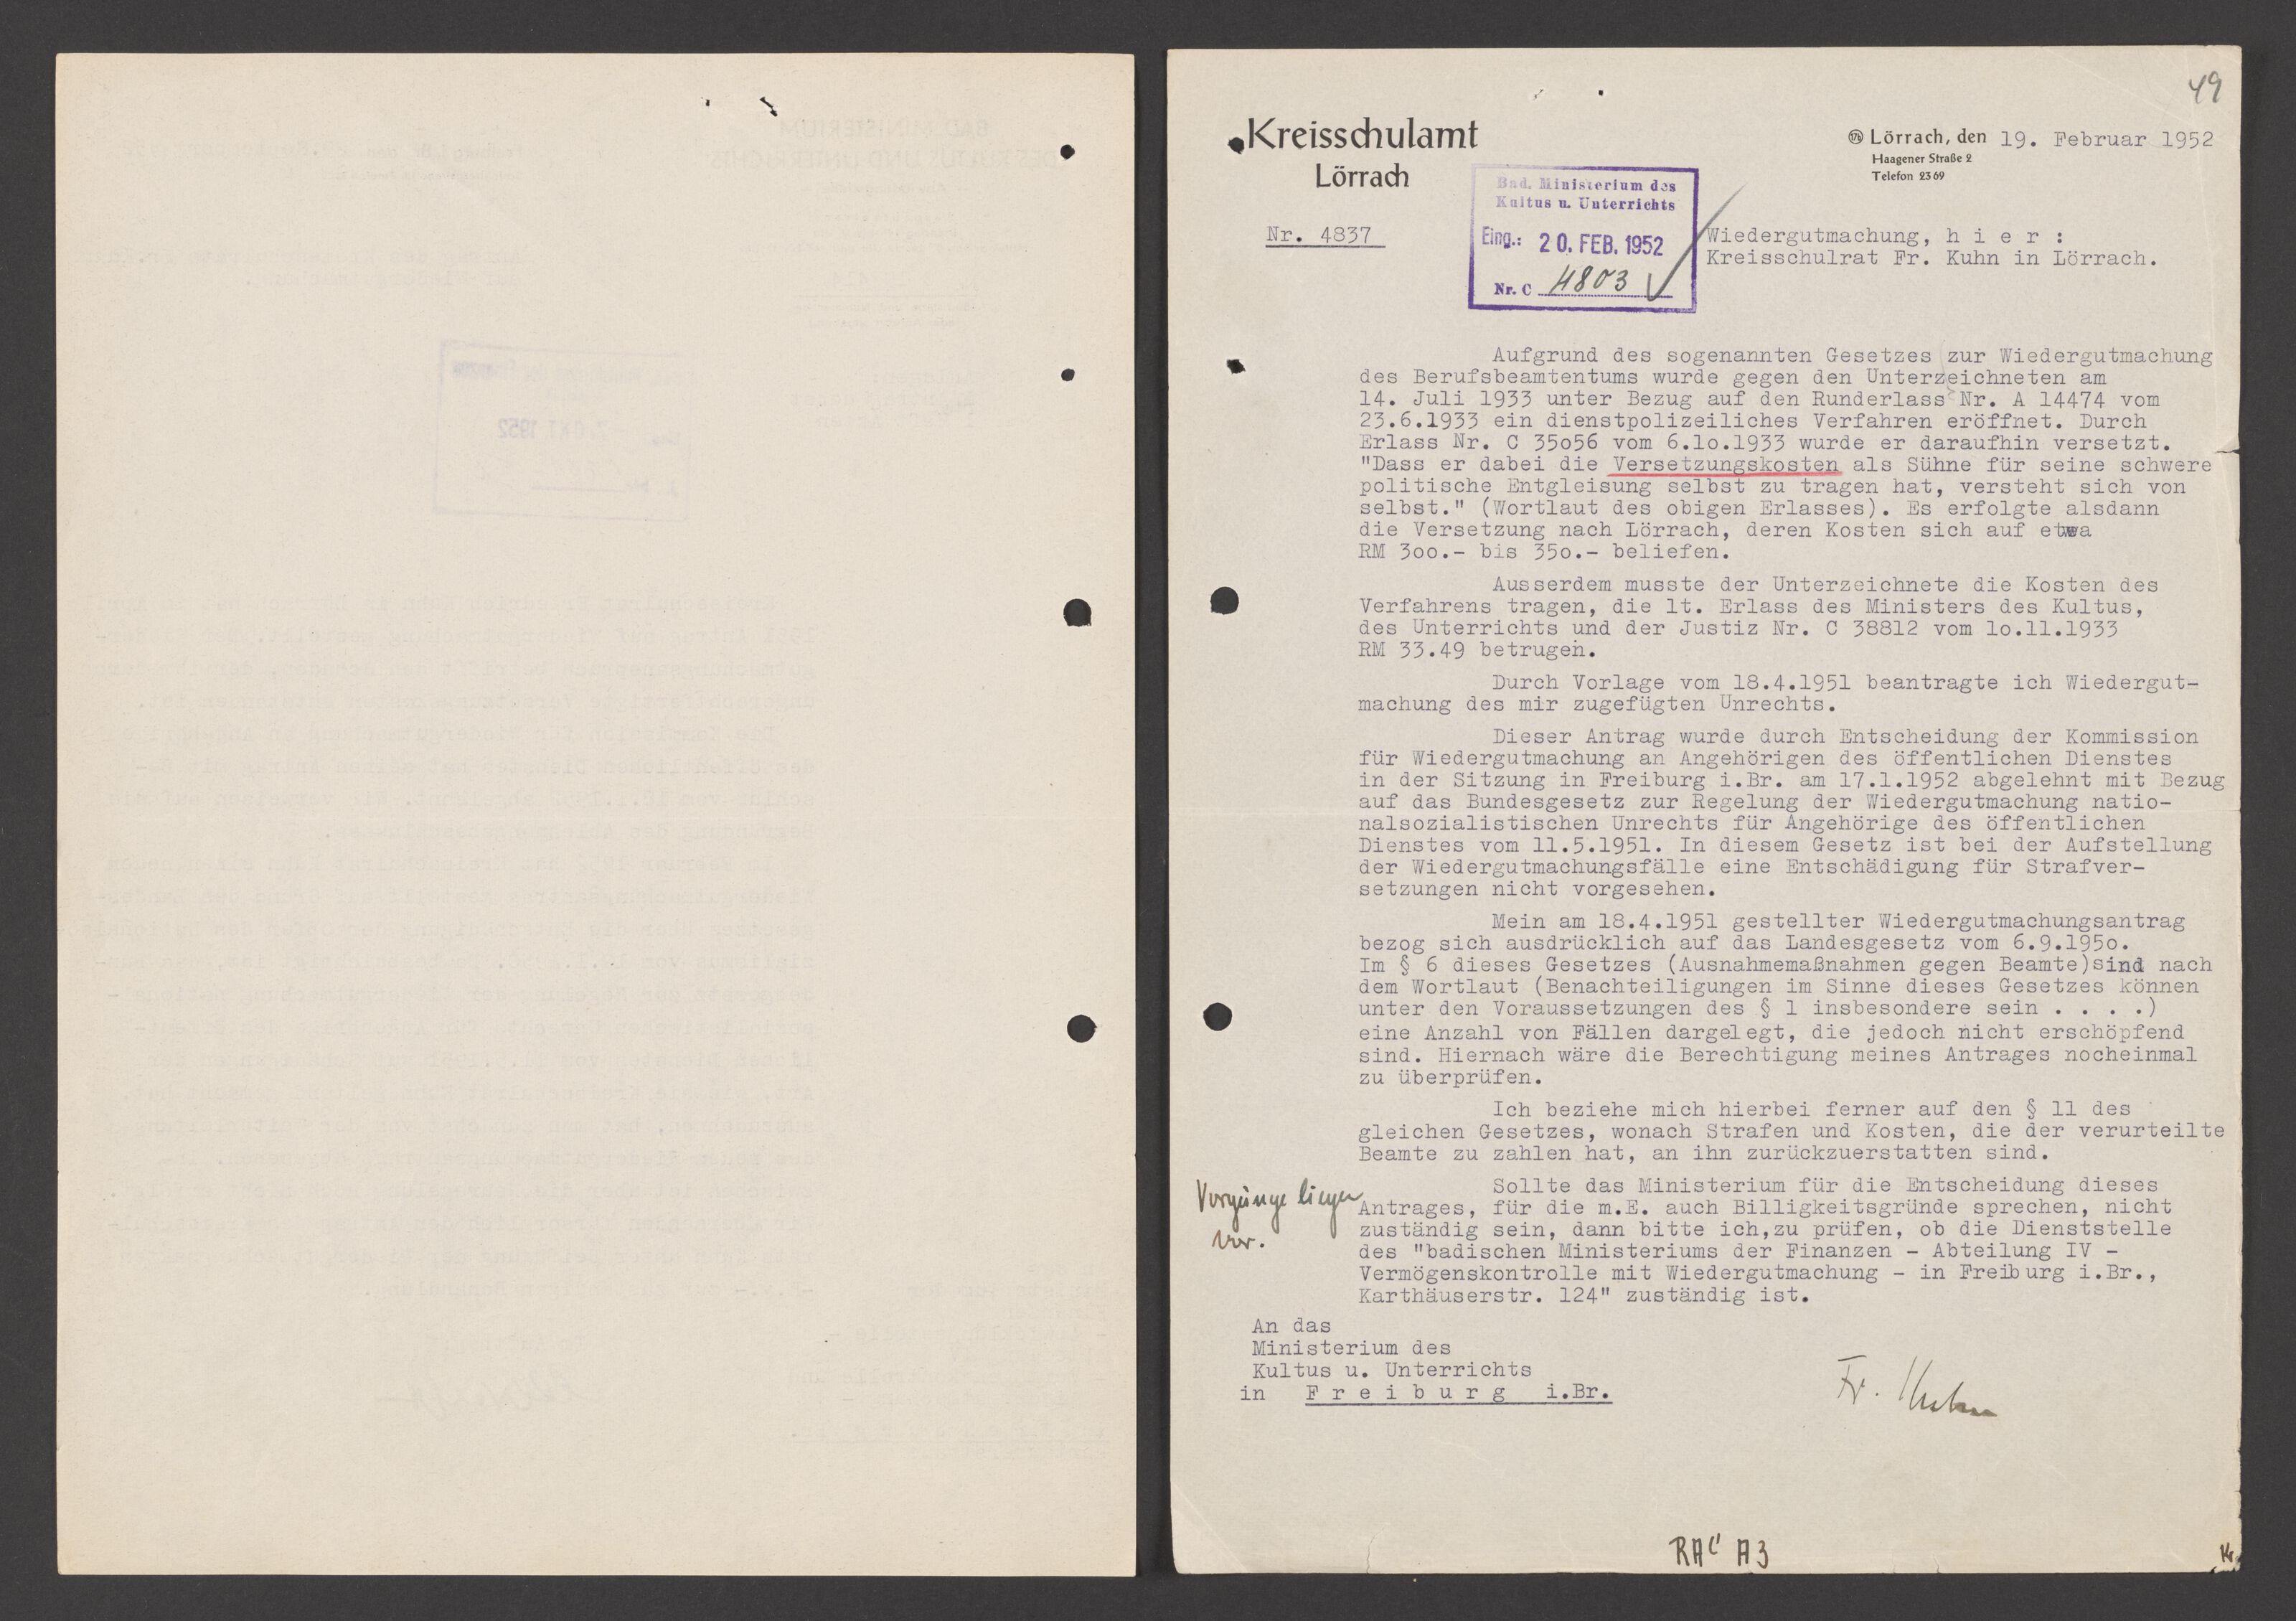 49
Kreisschulamt
Lörrach
17b Lörrach, den 19. Februar 1952
Haagener Straße 2
Telefon 2369
Nr. 4837
Bad. Ministerium des
Kultus u. Unterrichts
Eing.: 20. FEB. 1952
Nr. C 4803
Wiedergutmachung, h i e r :
Kreisschulrat Fr. Kuhn in Lörrach.
Aufgrund des sogenannten Gesetzes zur Wiedergutmachung
des Berufsbeamtentums wurde gegen den Unterzeichneten am
14. Juli 1933 unter Bezug auf den Runderlass Nr. A 14474 vom
23.6.1933 ein dienstpolizeiliches Verfahren eröffnet. Durch
Erlass Nr. C 35o56 vom 6.1o.1933 wurde er daraufhin versetzt.
"Dass er dabei die Versetzungskosten als Sühne für seine schwere
politische Entgleisung selbst zu tragen hat, versteht sich von
selbst." (Wortlaut des obigen Erlasses). Es erfolgte alsdann
die Versetzung nach Lörrach, deren Kosten sich auf etwa
RM 3oo.- bis 35o.- beliefen.
Ausserdem musste der Unterzeichnete die Kosten des
Verfahrens tragen, die lt. Erlass des Ministers des Kultus,
des Unterrichts und der Justiz Nr. C 38812 vom 1o.11.1933
RM 33.49 betrugen.
Durch Vorlage vom 18.4.1951 beantragte ich Wiedergut-
machung des mir zugefügten Unrechts.
Dieser Antrag wurde durch Entscheidung der Kommission
für Wiedergutmachung an Angehörigen des öffentlichen Dienstes
in der Sitzung in Freiburg i.Br. am 17.1.1952 abgelehnt mit Bezug
auf das Bundesgesetz zur Regelung der Wiedergutmachung natio-
nalsozialistischen Unrechts für Angehörige des öffentlichen
Dienstes vom 11.5.1951. In diesem Gesetz ist bei der Aufstellung
der Wiedergutmachungsfälle eine Entschädigung für Strafver-
setzungen nicht vorgesehen.
Mein am 18.4.1951 gestellter Wiedergutmachungsantrag
bezog sich ausdrücklich auf das Landesgesetz vom 6.9.195o.
Im § 6 dieses Gesetzes (Ausnahmemaßnahmen gegen Beamte)sind nach
dem Wortlaut (Benachteiligungen im Sinne dieses Gesetzes können
unter den Voraussetzungen des § 1 insbesondere sein . . . .)
eine Anzahl von Fällen dargelegt, die jedoch nicht erschöpfend
sind. Hiernach wäre die Berechtigung meines Antrages nocheinmal
zu überprüfen.
Ich beziehe mich hierbei ferner auf den § 11 des
gleichen Gesetzes, wonach Strafen und Kosten, die der verurteilte
Beamte zu zahlen hat, an ihn zurückzuerstatten sind.
Vorgänge liegen
vor.
Sollte das Ministerium für die Entscheidung dieses
Antrages, für die m.E. auch Billigkeitsgründe sprechen, nicht
zuständig sein, dann bitte ich,zu prüfen, ob die Dienststelle
des "badischen Ministeriums der Finanzen - Abteilung IV -
Vermögenskontrolle mit Wiedergutmachung - in Freiburg i.Br.,
Karthäuserstr. 124" zuständig ist.
An das
Ministerium des
Kultus u. Unterrichts
in F r e i b u r g i.Br.
Fr. Kuhn
A3